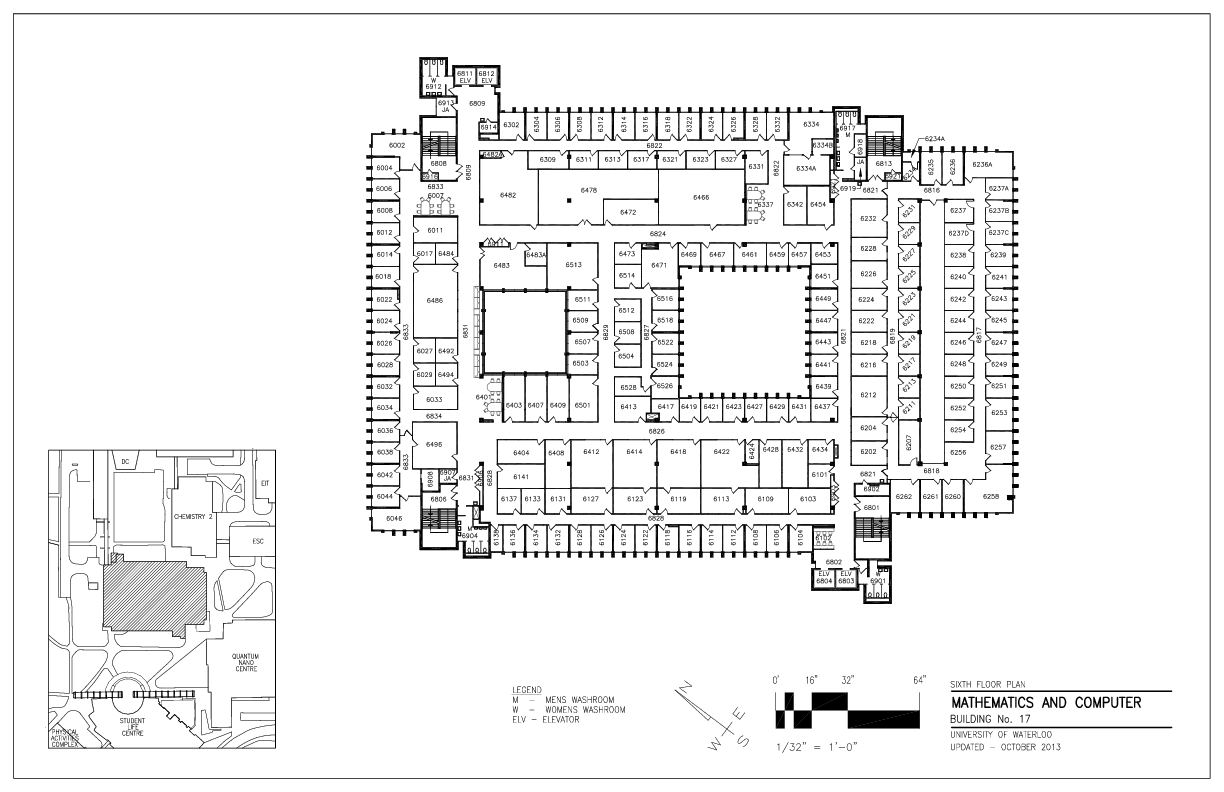 6811 6812
ELV ELV
W
6912
6913
JA
6809
6914
6302 6304 6306 6308 6312 6314 6316 6318 6322 6324 6326 6328 6332 6334
6917
M
6918
JA
6334B
6234A
6002
6808
6822
6813
6235 6236 6236A
6482A
6309 6311 6313 6317 6321 6323 6327 6331
6822
6334A
6004
6809
6919
6821
6816
6833
6007
6006
6482 6478 6466
6472
6337
6342 6454
6237A
6008
6232
6231
6237
6237B
6012
6011
6824
6229
6237D
6237C
6014
6017 6484
6483 6483A 6513
6473 6471 6469 6467 6461 6459 6457 6453
6228
6227
6238
6239
6018
6514
6451
6226
6225
6240
6241
6022
6486
6511
6512
6516
6449
6224
6223
6242
6243
6024
6833
6831
6509
6829
6827
6518
6447
6821
6222
6221
6819
6244
6817
6245
6026
6508
6507
6522
6443
6218
6219
6246
6247
6028
6027 6492
6504
6503
6524
6441
6216
6217
6248
6249
6032
6029 6494
6528
6526
6439
6212
6213
6250
6251
6034
6033
6401
6403 6407 6409 6501
6413 6417 6419 6421 6423 6427 6429 6431 6437
6211
6252
6253
6834
6036
6496
6826
6204
6207
6254
6038
6833
6404 6408 6412 6414 6418 6422 6424 6428 6432 6434
6202
6256
6257
6042
6908
6907
JA
6831
6828
6141
6101
6821
6818
6044
6806
6137 6133 6131 6127 6123 6119 6113 6109 6103
6902
6262 6261 6260 6258
6046
6828
6801
M
6904
6138 6136 6134 6132 6128 6126 6124 6122 6118 6116 6114 6112 6108 6106 6104
6102
6802
ELV ELV
6804 6803
W
6901
DC
EIT
CHEMISTRY 2
ESC
QUANTUM
NANO
CENTRE
STUDENT
LIFE
CENTRE
PHYSICAL
ACTIVITIES
COMPLEX
LEGEND
M – MENS WASHROOM
W – WOMENS WASHROOM
ELV – ELEVATOR
N
W E
S
0' 16" 32" 64"
1/32" = 1'-0"
SIXTH FLOOR PLAN
MATHEMATICS AND COMPUTER
BUILDING No. 17
UNIVERSITY OF WATERLOO
UPDATED – OCTOBER 2013